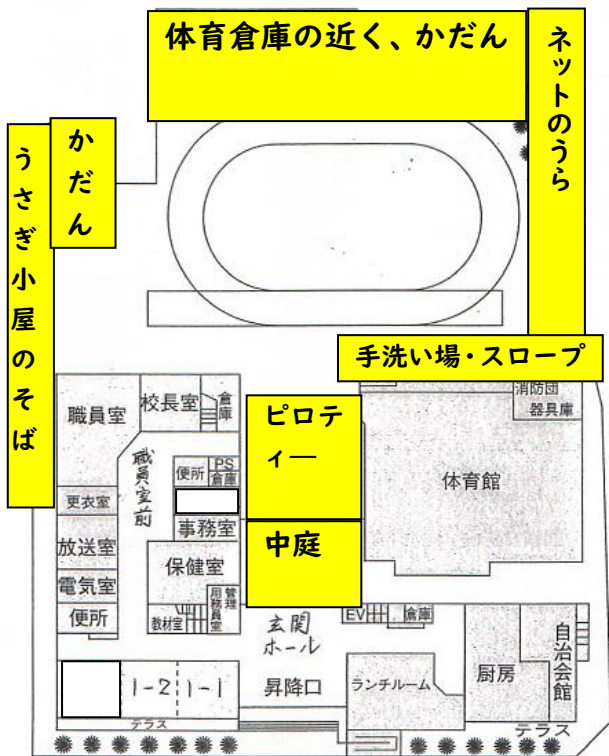 体育倉庫の近く、かだん
ネットのうら
かだん
うさぎ小屋のそば
手洗い場・スロープ
消防団
器具庫
職員室
校長室
倉庫
ピロテ
ィー
体育館
職員室前
便所
PS
倉庫
更衣室
事務室
放送室
中庭
保健室
電気室
管理
用務員室
便所
教材室
玄関
ホール
EV
倉庫
自治会館
厨房
1-2
1-1
昇降口
ランチルーム
テラス
テラス